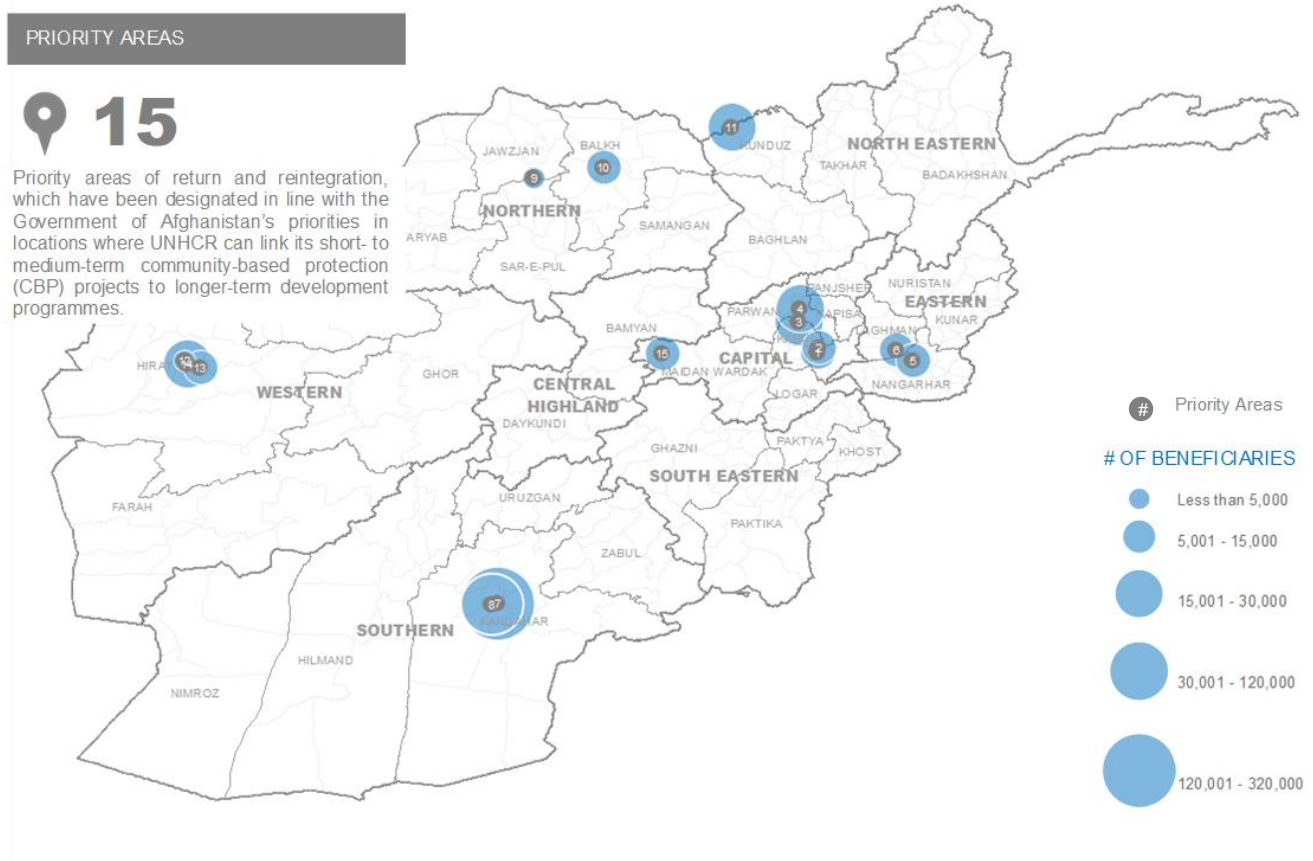 PRIORITY AREAS
15
Priority areas of return and reintegration,
which have been designated in line with the
Government of Afghanistan's priorities in
locations where UNHCR can link its short- to
medium-term community-based protection
(CBP) projects to longer-term development
programmes.
11
JAWZJAN
BALKH
KUNDUZ
NORTH EASTERN
TAKHAR
10
BADAKHSHAN
9
NORTHERN
SAMANGAN
ARYAB
BAGHLAN
SAR-E-PUL
NURISTAN
PANJSHER
EASTERN
4
PARWAN
APISA
KUNAR
3
BAMYAN
LAGHMAN
2
6
15
CAPITAL
5
HIRA
13
MAIDAN WARDAK
GHOR
NANGARHAR
WESTERN
CENTRAL
HIGHLAND
LOGAR
DAYKUNDI
GHAZNI
PAKTYA
KHOST
SOUTH EASTERN
URUZGAN
FARAH
PAKTIKA
ZABUL
87
KANDAHAR
SOUTHERN
HILMAND
NIMROZ
# Priority Areas
# OF BENEFICIARIES
Less than 5,000
5,001 - 15,000
15,001 - 30,000
30,001 - 120,000
120,001 - 320,000